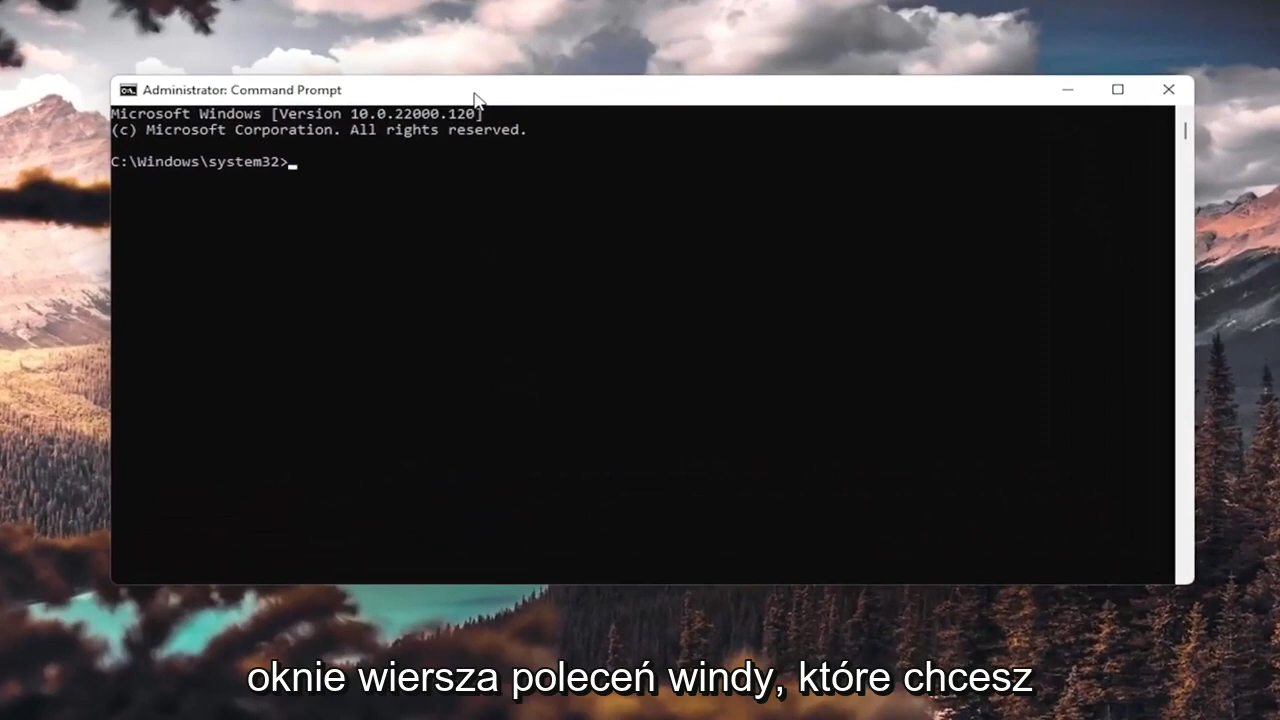 Administrator: Command Prompt
Microsoft Windows [Version 10.0.22000.120]
(c) Microsoft Corporation. All rights reserved.
C:\Windows\system32>
oknie wiersza poleceń windy, które chcesz